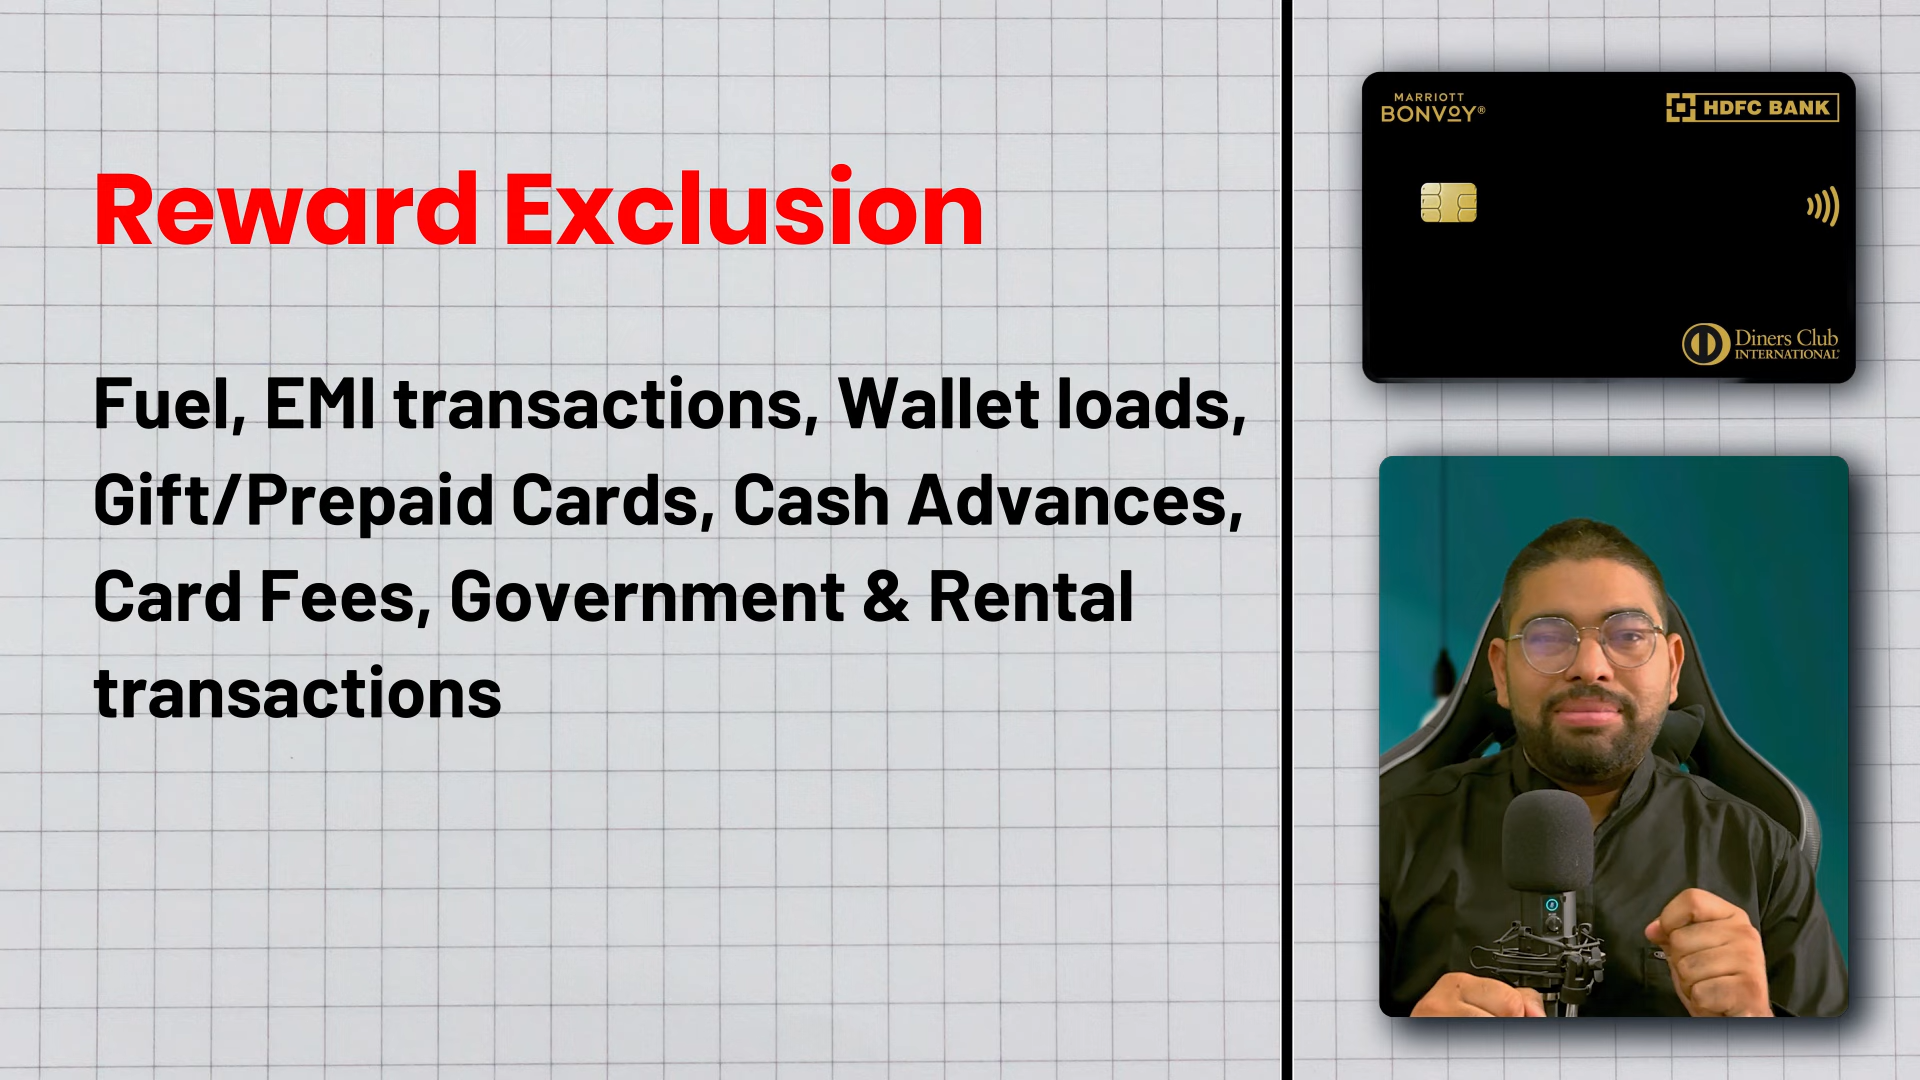 Reward Exclusion
Fuel, EMI transactions, Wallet loads,
Gift/Prepaid Cards, Cash Advances,
Card Fees, Government & Rental
transactions
MARRIOTT
BONVOY®
HDFC BANK
Diners Club
INTERNATIONAL®